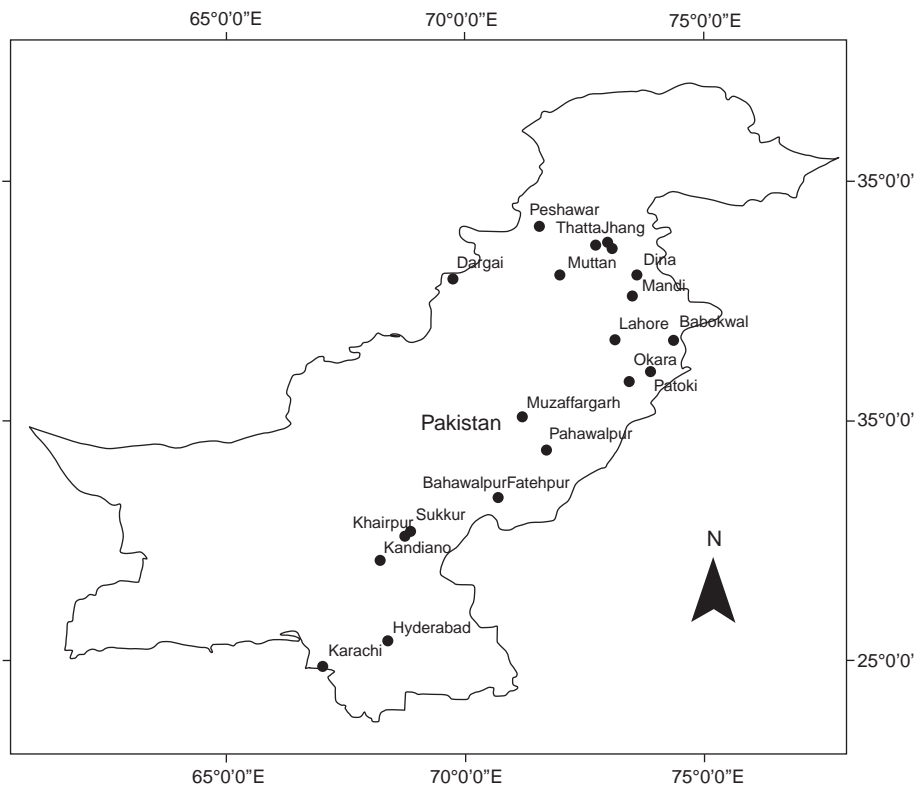 65°0'0"E 70°0'0"E 75°0'0"E
35°0'0'
Peshawar
ThattaJhang
Dargai
Muttan
Dina
Mandi
Lahore
Babokwal
Okara
Patoki
Muzaffargarh
Pakistan
35°0'0'
Pahawalpur
BahawalpurFatehpur
Sukkur
Khairpur
Kandiano
N
Hyderabad
Karachi
25°0'0'
65°0'0"E 70°0'0"E 75°0'0"E